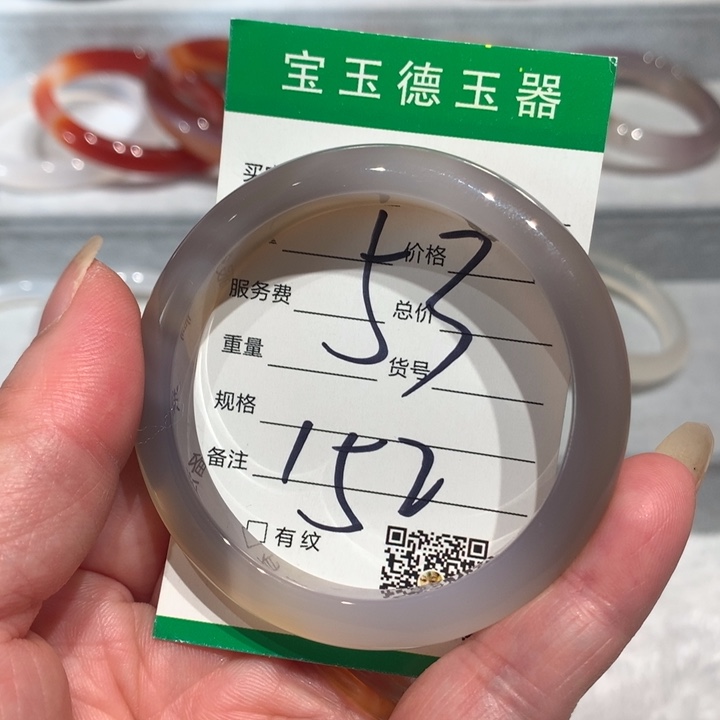 宝玉德玉器
价格
53
服务费 总价
重量 货号
规格
备注
152
有纹